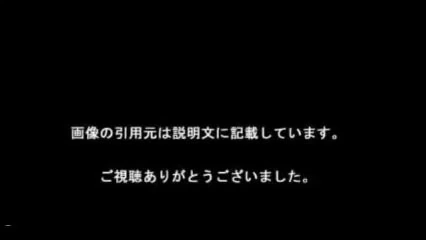 画像の引用元は説明文に記載しています。
ご視聴ありがとうございました。